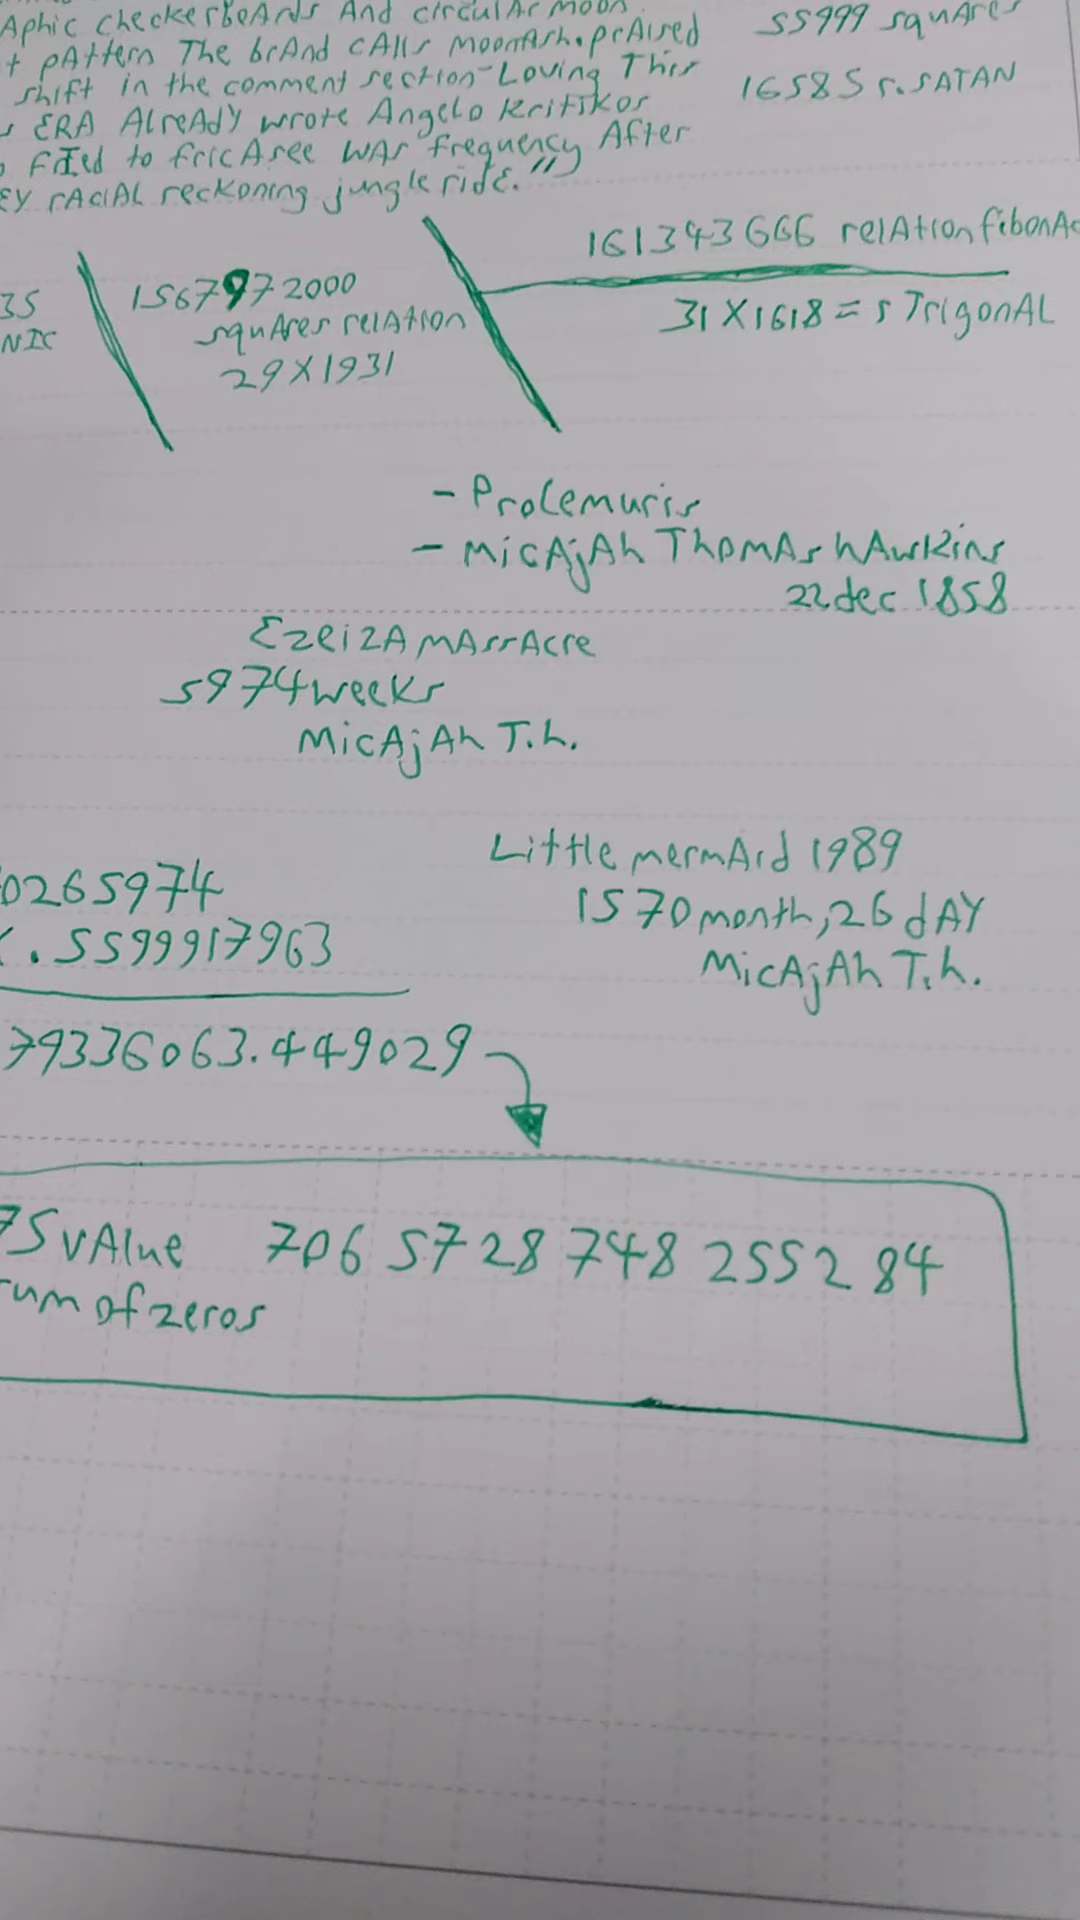 Aphic checkerboArds And circulAr moon
t pAttern The brAnd cAlls moonAsh. prAised
shift in the comment section-Loving This
s ERA AlreAdy wrote Angelo Kritikos
FIEd to fricAsee wAs frequency After
EY rACIAL reckoning jungle ride."
55999 squAres
16585 r. SATAN
35
NIC
1567972000
squAres relAtion
29X1931
161343666 relAtion fibonAc
31X1618 = s TrigonAL
- Prolemuris
- MicAjAh ThomAs hAwkins
22 dec 1858
EzeizA mAssAcre
5974 weeks
MicAjAh T.h.
Little mermAid 1989
1570 month, 26 dAY
MicAjAh T.h.
0265974
X.5599917963
79336063.449029
75 vAlue 706 5728 748 2552 84
sum of zeros